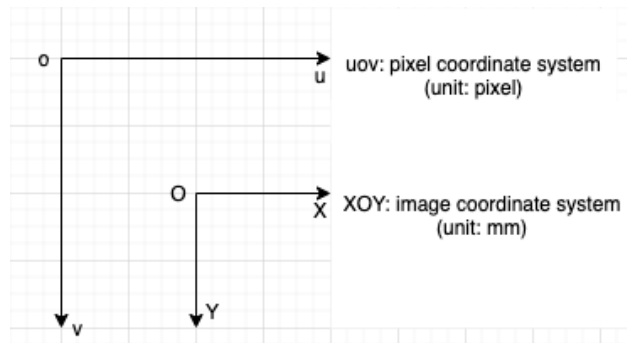 o
u
uov: pixel coordinate system
(unit: pixel)
O
X
XOY: image coordinate system
(unit: mm)
Y
v